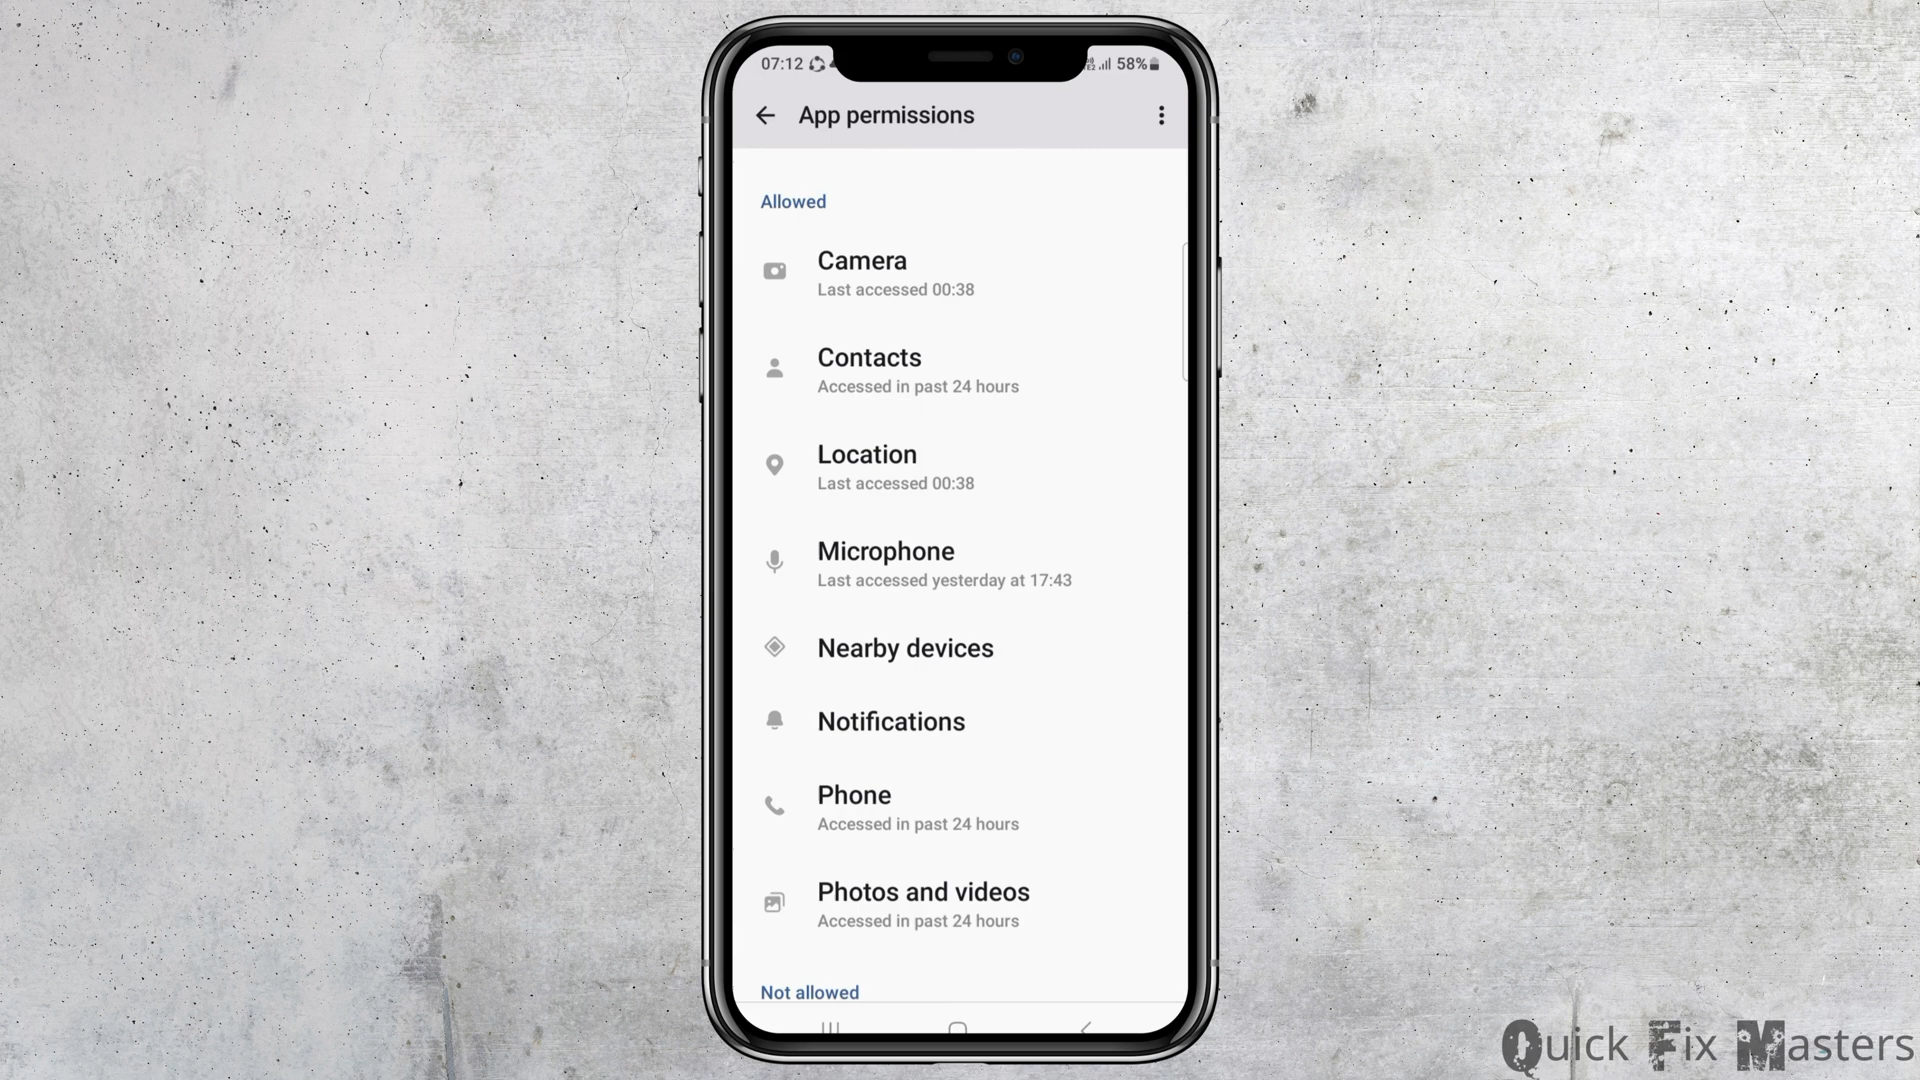 07:12
58%
App permissions
Allowed
Camera
Last accessed 00:38
Contacts
Accessed in past 24 hours
Location
Last accessed 00:38
Microphone
Last accessed yesterday at 17:43
Nearby devices
Notifications
Phone
Accessed in past 24 hours
Photos and videos
Accessed in past 24 hours
Not allowed
Quick Fix Masters